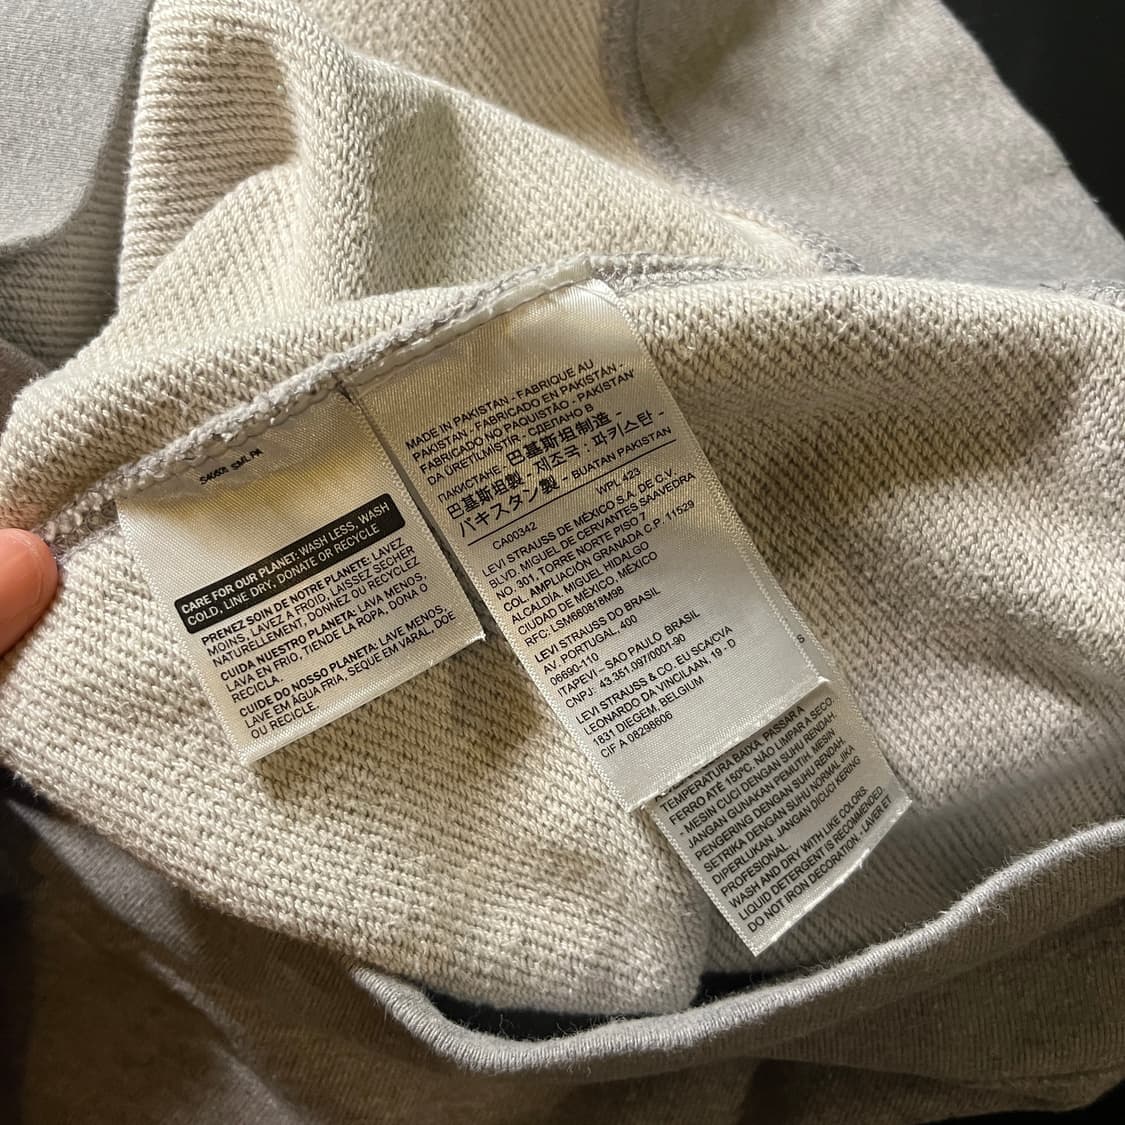 CARE FOR OUR PLANET: WASH LESS, WASH
COLD, LINE DRY, DONATE OR RECYCLE
PRENEZ SOIN DE NOTRE PLANETE: LAVEZ
MOINS, LAVEZ A FROID, LAISSEZ SÉCHER
NATURELLEMENT, DONNEZ OU RECYCLEZ
CUIDA NUESTRO PLANETA: LAVA MENOS,
LAVA EN FRIO, TIENDE LA ROPA, DONA O
RECICLA.
CUIDE DO NOSSO PLANETA: LAVE MENOS,
LAVE EM ÁGUA FRIA, SEQUE EM VARAL, DOE
OU RECICLE.
MADE IN PAKISTAN - FABRIQUE AU
PAKISTAN - FABRICADO EN PAKISTÁN -
FABRICADO NO PAQUISTÃO - PAKISTAN'
DA ÜRETİLMİSTİR - СДЕЛАНО В
ПАКИСТАНЕ 巴基斯坦制造 -
巴基斯坦製 - 제조국 : 파키스탄 -
パキスタン製 - BUATAN PAKISTAN
CA00342 WPL 423
LEVI STRAUSS DE MÉXICO S.A. DE C.V.
BLVD. MIGUEL DE CERVANTES SAAVEDRA
NO. 301, TORRE NORTE PISO 7
COL. AMPLIACIÓN GRANADA C.P. 11529
ALCALDÍA. MIGUEL HIDALGO
CIUDAD DE MÉXICO, MÉXICO
RFC: LSM860818M98
LEVI STRAUSS DO BRASIL
AV. PORTUGAL, 400
06690-110
ITAPEVI – SAO PAULO BRASIL
CNPJ: 43.351.097/0001-90
LEVI STRAUSS & CO. EU SCA/CVA
LEONARDO DA VINCILAAN, 19 - D
1831 DIEGEM, BELGIUM
CIF A 08298606
S
TEMPERATURA BAIXA. PASSAR A
FERRO ATÉ 150ºC. NÃO LIMPAR A SECO.
- MESIN CUCI DENGAN SUHU RENDAH.
JANGAN GUNAKAN PEMUTIH. MESIN
PENGERING DENGAN SUHU RENDAH.
SETRIKA DENGAN SUHU NORMAL JIKA
DIPERLUKAN. JANGAN DICUCI KERING
PROFESIONAL.
WASH AND DRY WITH LIKE COLORS.
LIQUID DETERGENT IS RECOMMENDED
DO NOT IRON DECORATION. - LAVER ET